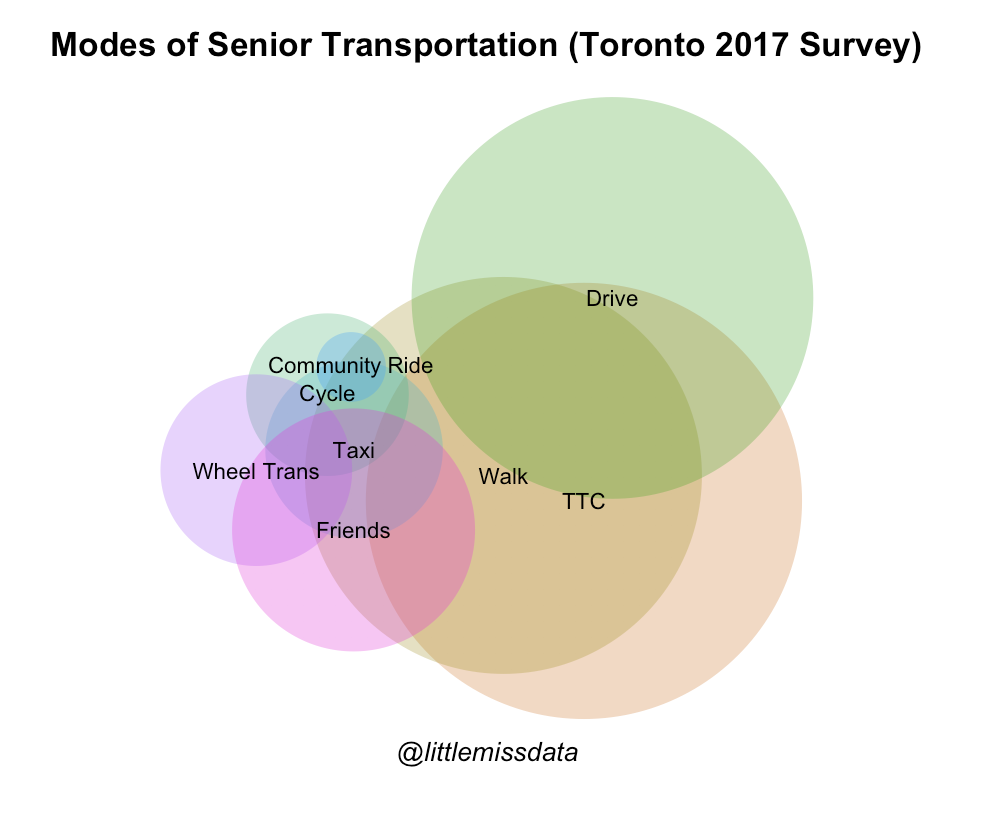 Modes of Senior Transportation (Toronto 2017 Survey)
Drive
Community Ride
Cycle
Taxi
Wheel Trans
Walk
TTC
Friends
@littlemissdata